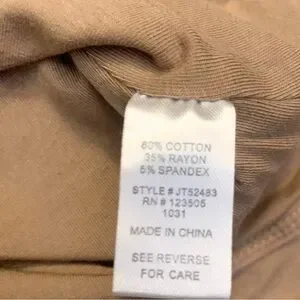 60% COTTON
35% RAYON
5% SPANDEX
STYLE # JT52483
RN # 123505
1031
MADE IN CHINA
SEE REVERSE
FOR CARE